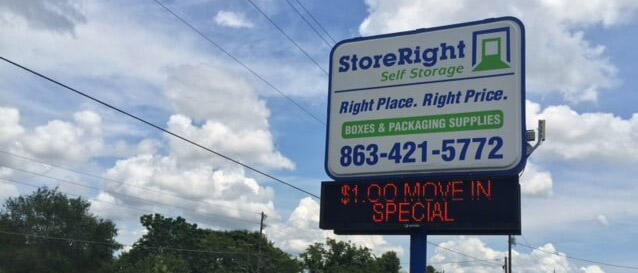 StoreRight
Self Storage
Right Place. Right Price.
BOXES & PACKAGING SUPPLIES
863-421-5772
$1.00 MOVE IN
SPECIAL